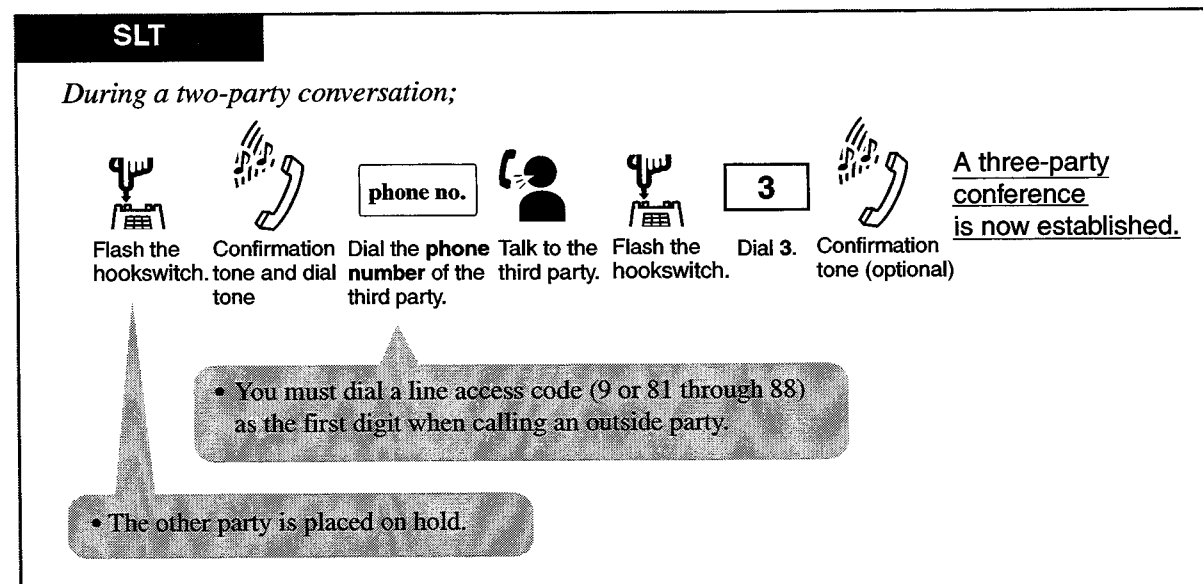 SLT
During a two-party conversation;
phone no.
3
A three-party
conference
is now established.
Flash the
hookswitch.
Confirmation
tone and dial
tone
Dial the phone
number of the
third party.
Talk to the
third party.
Flash the
hookswitch.
Dial 3.
Confirmation
tone (optional)
• You must dial a line access code (9 or 81 through 88)
as the first digit when calling an outside party.
• The other party is placed on hold.